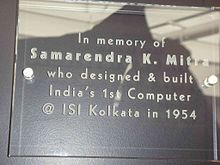 In memory of
Samarendra K. Mitra
who designed & built
India's 1st Computer
@ ISI Kolkata in 1954